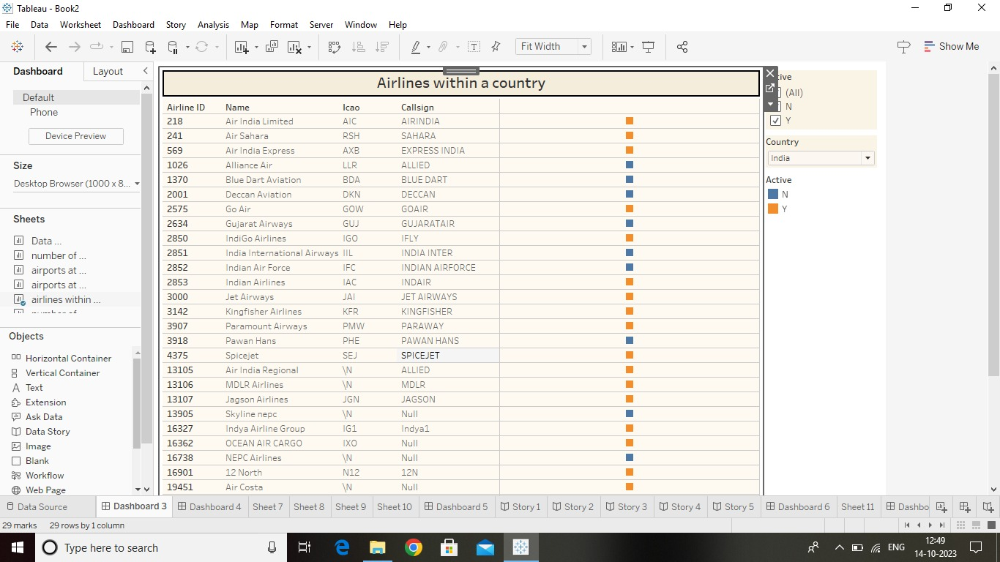 Tableau - Book2
File Data Worksheet Dashboard Story Analysis Map Format Server Window Help
Fit Width
Show Me
Dashboard Layout
Default
Phone
Device Preview
Size
Desktop Browser (1000 x 8...
Sheets
Data ...
number of ...
airports at ...
airports at ...
airlines within ...
Objects
Horizontal Container
Vertical Container
Text
Extension
Ask Data
Data Story
Image
Blank
Workflow
Web Page
Airlines within a country
Airline ID Name Icao Callsign
218 Air India Limited AIC AIRINDIA
241 Air Sahara RSH SAHARA
569 Air India Express AXB EXPRESS INDIA
1026 Alliance Air LLR ALLIED
1370 Blue Dart Aviation BDA BLUE DART
2001 Deccan Aviation DKN DECCAN
2575 Go Air GOW GOAIR
2634 Gujarat Airways GUJ GUJARATAIR
2850 IndiGo Airlines IGO IFLY
2851 India International Airways IIL INDIA INTER
2852 Indian Air Force IFC INDIAN AIRFORCE
2853 Indian Airlines IAC INDAIR
3000 Jet Airways JAI JET AIRWAYS
3142 Kingfisher Airlines KFR KINGFISHER
3907 Paramount Airways PMW PARAWAY
3918 Pawan Hans PHE PAWAN HANS
4375 Spicejet SEJ SPICEJET
13105 Air India Regional \N ALLIED
13106 MDLR Airlines \N MDLR
13107 Jagson Airlines JGN JAGSON
13905 Skyline nepc \N Null
16327 Indya Airline Group IG1 Indya1
16362 OCEAN AIR CARGO IXO Null
16738 NEPC Airlines \N Null
16901 12 North N12 12N
19451 Air Costa \N Null
(All)
N
Y
Country
India
Active
N
Y
Data Source Dashboard 3 Dashboard 4 Sheet 7 Sheet 8 Sheet 9 Sheet 10 Dashboard 5 Story 1 Story 2 Story 3 Story 4 Story 5 Dashboard 6 Sheet 11 Dashbo
29 marks 29 rows by 1 column
Type here to search
ENG
12:49
14-10-2023